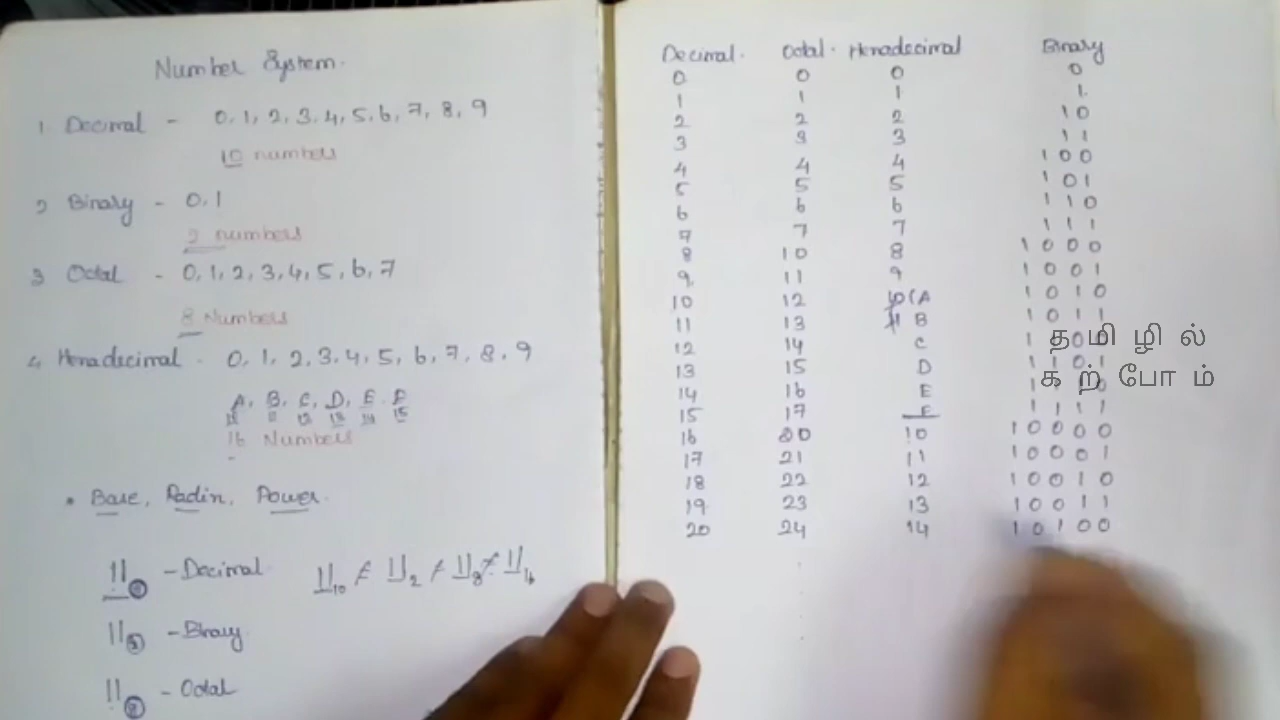 Number System.
1 Decimal - 0, 1, 2, 3, 4, 5, 6, 7, 8, 9
10 numbers
2 Binary - 0, 1
2 numbers
3 Octal - 0, 1, 2, 3, 4, 5, 6, 7
8 Numbers
4 Hexadecimal - 0, 1, 2, 3, 4, 5, 6, 7, 8, 9
A, B, C, D, E, F
10 11 12 13 14 15
16 Numbers
• Base, Radix, Power.
11 - Decimal 11₁₀ ≠ 11₂ ≠ 11₈ ≠ 11₁₆
11 - Binary
11 - Octal
Decimal. Octal. Hexadecimal Binary
0 0 0 0
1 1 1 1
2 2 2 10
3 3 3 11
4 4 4 100
5 5 5 101
6 6 6 110
7 7 7 111
8 10 8 1000
9 11 9 1001
10 12 10(A 1010
11 13 11 B 1011
12 14 C
13 15 D
14 16 E
15 17 F 1111
16 20 10 10000
17 21 11 10001
18 22 12 10010
19 23 13 10011
20 24 14 10100
தமிழில்
கற்போம்